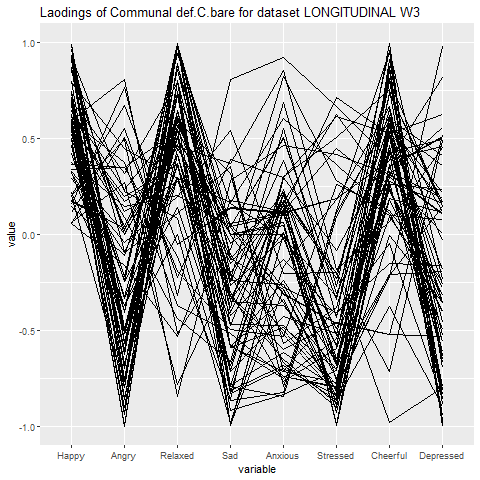 Laodings of Communal def.C.bare for dataset LONGITUDINAL W3
1.0
0.5
0.0
-0.5
-1.0
value
Happy Angry Relaxed Sad Anxious Stressed Cheerful Depressed
variable